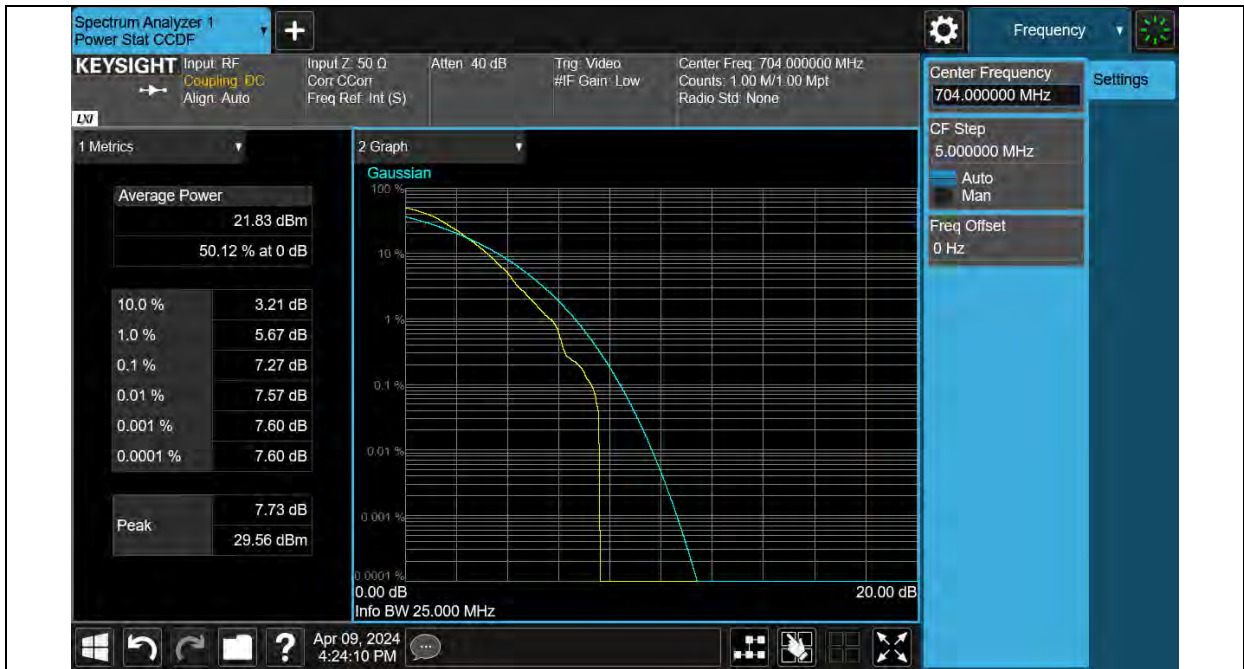 Spectrum Analyzer 1
Power Stat CCDF
Frequency
KEYSIGHT
LXI
Input: RF
Coupling: DC
Align: Auto
Input Z: 50 Ω
Corr CCorr
Freq Ref: Int (S)
Atten: 40 dB
Trig: Video
#IF Gain: Low
Center Freq: 704.000000 MHz
Counts: 1.00 M/1.00 Mpt
Radio Std: None
Center Frequency
704.000000 MHz
Settings
CF Step
5.000000 MHz
Auto
Man
Freq Offset
0 Hz
1 Metrics
Average Power
21.83 dBm
50.12 % at 0 dB
10.0 % 3.21 dB
1.0 % 5.67 dB
0.1 % 7.27 dB
0.01 % 7.57 dB
0.001 % 7.60 dB
0.0001 % 7.60 dB
Peak 7.73 dB
29.56 dBm
2 Graph
Gaussian
100 %
10 %
1 %
0.1 %
0.01 %
0.001 %
0.0001 %
0.00 dB 20.00 dB
Info BW 25.000 MHz
Apr 09, 2024
4:24:10 PM